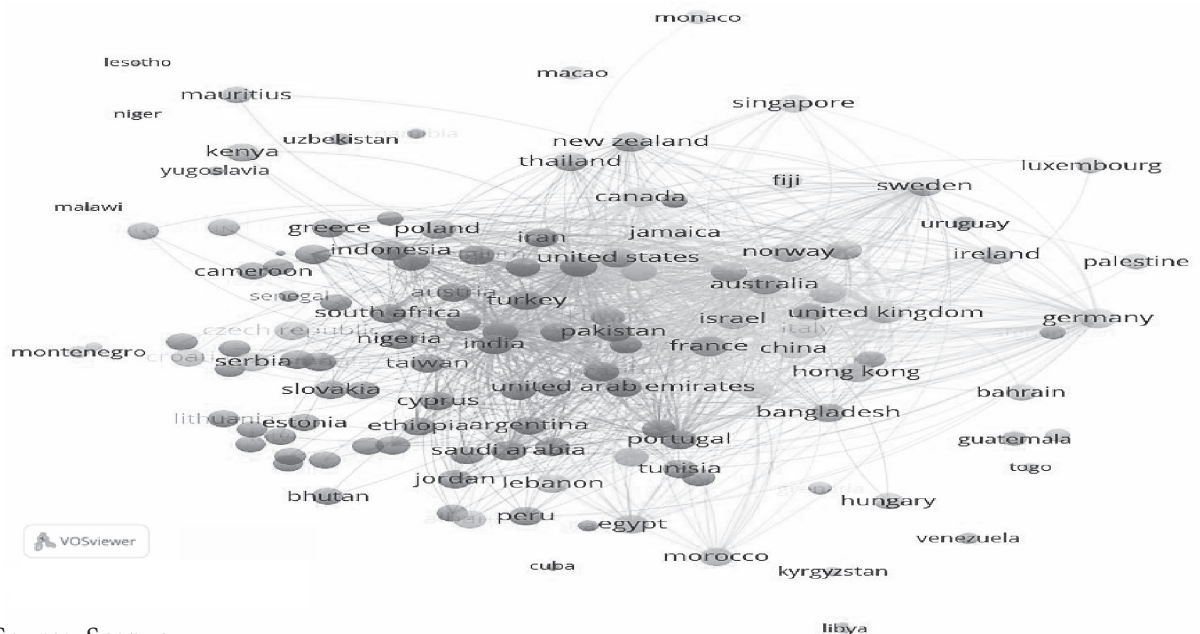 monaco
lesotho
macao
mauritius
singapore
niger
uzbekistan
new zealand
kenya
thailand
luxembourg
yugoslavia
fiji
sweden
canada
malawi
uruguay
greece
poland
jamaica
iran
indonesia
norway
ireland
united states
palestine
cameroon
australia
senegal
austria
turkey
south africa
united kingdom
israel
germany
czech republic
pakistan
italy
nigeria
india
france
china
montenegro
serbia
taiwan
hong kong
slovakia
united arab emirates
bahrain
cyprus
bangladesh
lithuania
estonia
ethiopia
argentina
portugal
guatemala
saudi arabia
tunisia
togo
jordan
lebanon
bhutan
hungary
peru
egypt
VOSviewer
venezuela
morocco
cuba
kyrgyzstan
libya